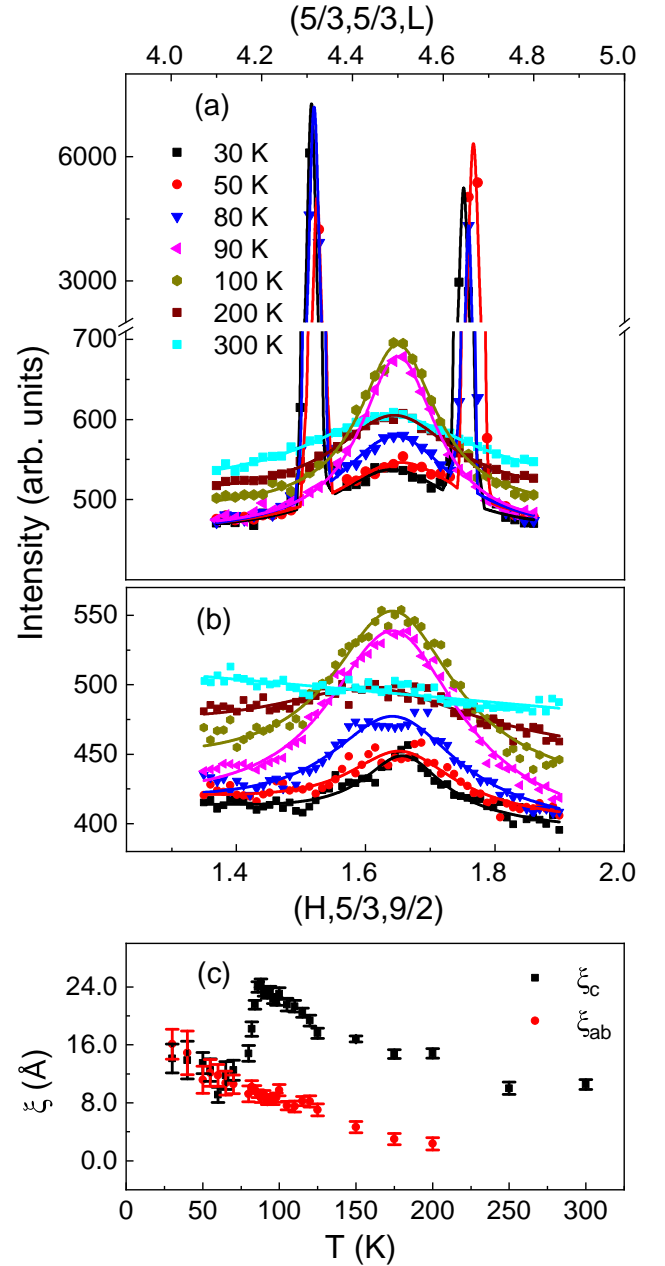 (5/3,5/3,L)
4.0 4.2 4.4 4.6 4.8 5.0
(a)
30 K
50 K
80 K
90 K
100 K
200 K
300 K
6000
3000
700
600
500
Intensity (arb. units)
(b)
550
500
450
400
1.4 1.6 1.8 2.0
(H,5/3,9/2)
(c)
ξc
ξab
24.0
16.0
8.0
0.0
ξ (Å)
0 50 100 150 200 250 300
T (K)